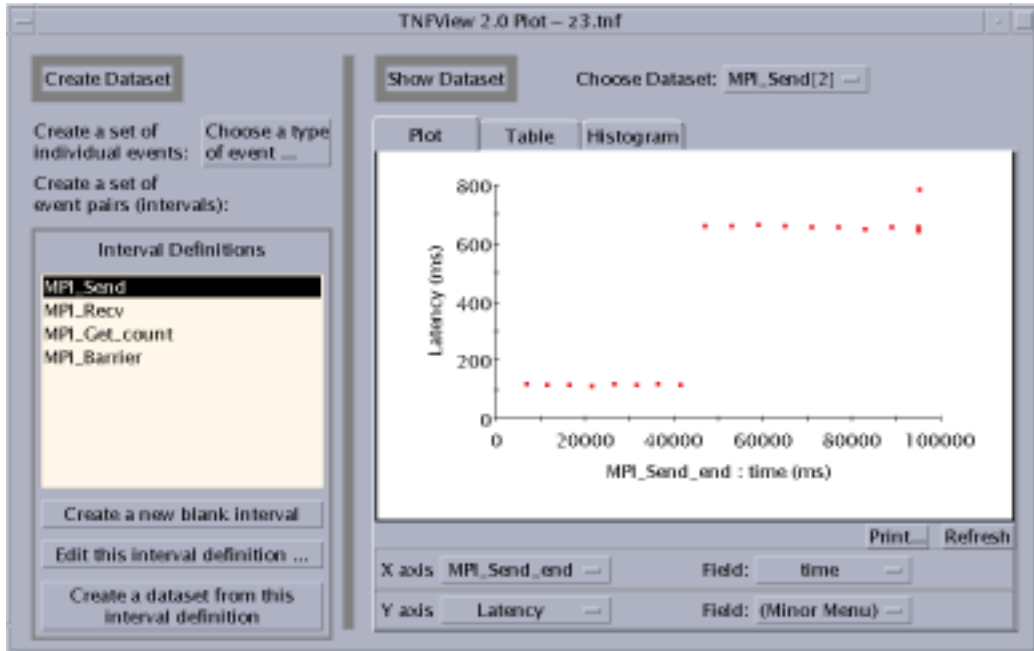 TNFView 2.0 Plot – z3.tnf
Create Dataset
Create a set of
individual events:
Choose a type
of event ...
Create a set of
event pairs (intervals):
Interval Definitions
MPI_Send
MPI_Recv
MPI_Get_count
MPI_Barrier
Create a new blank interval
Edit this interval definition ...
Create a dataset from this
interval definition
Show Dataset
Choose Dataset: MPI_Send[2]
Plot Table Histogram
800
600
400
200
0
Latency (ms)
0 20000 40000 60000 80000 100000
MPI_Send_end : time (ms)
Print... Refresh
X axis MPI_Send_end Field: time
Y axis Latency Field: (Minor Menu)